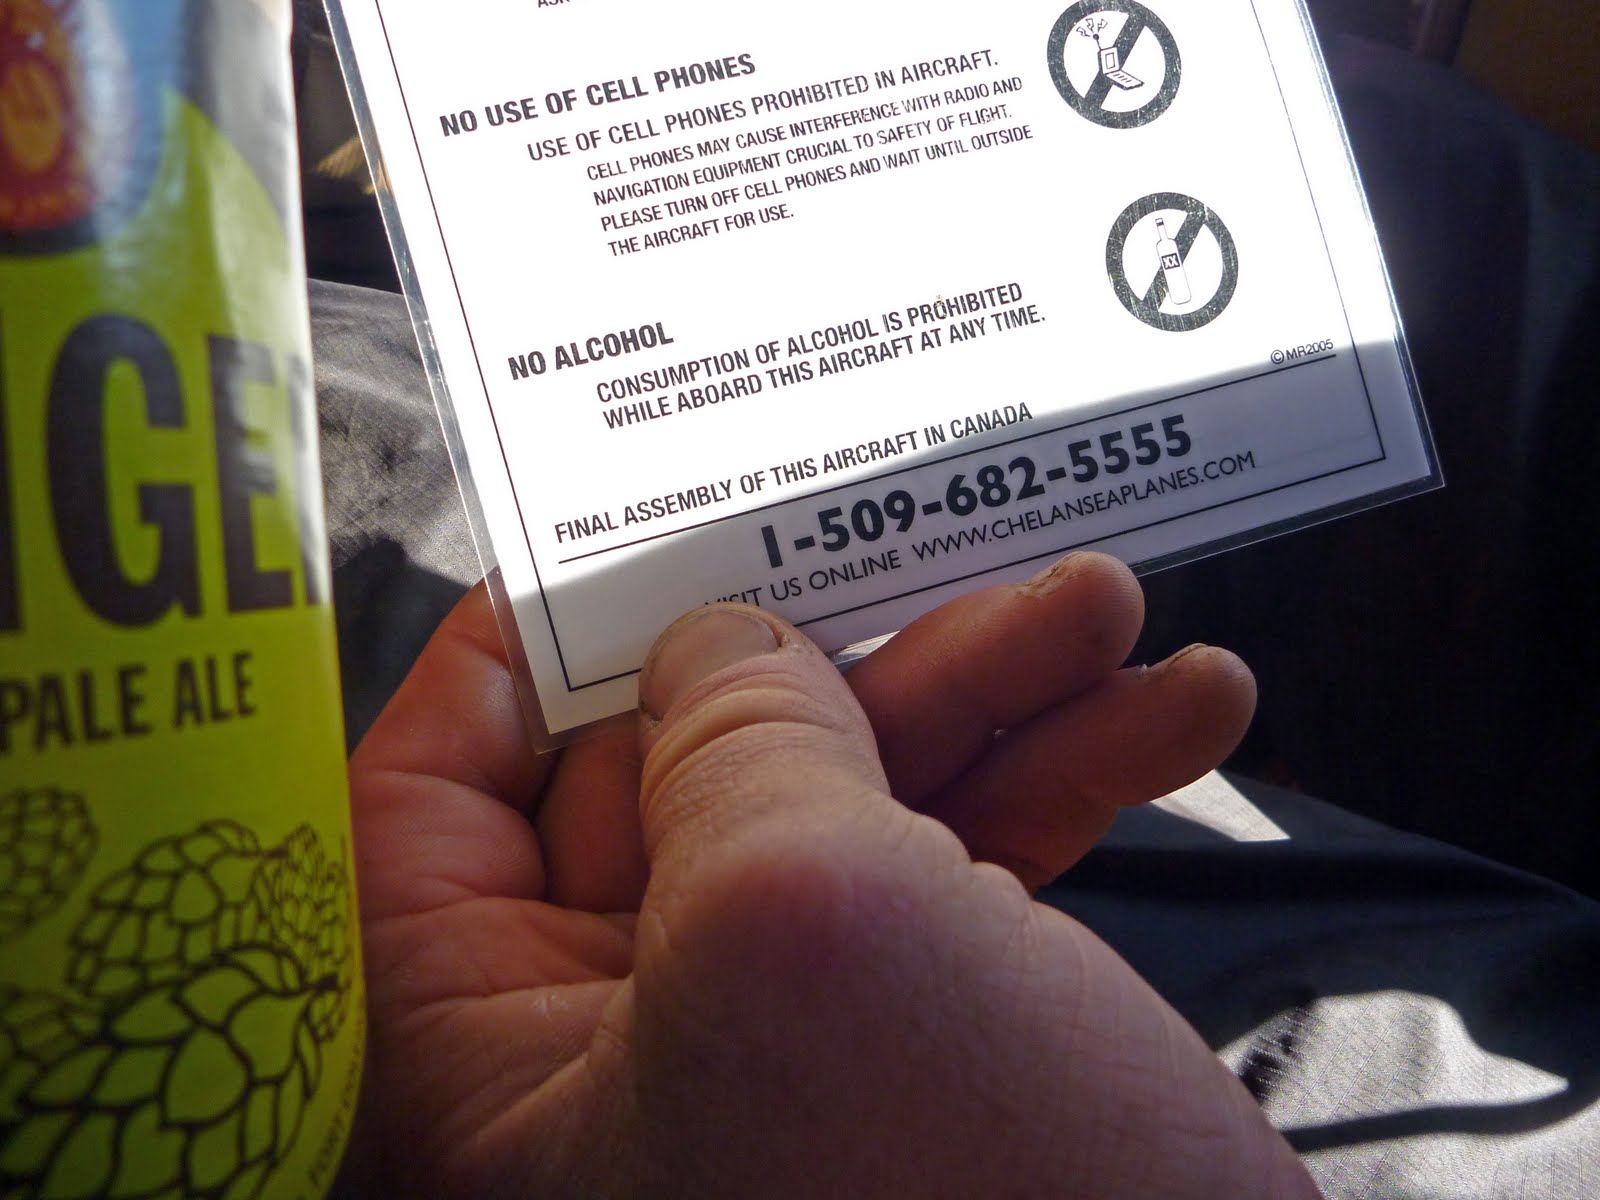 NO USE OF CELL PHONES
USE OF CELL PHONES PROHIBITED IN AIRCRAFT.
CELL PHONES MAY CAUSE INTERFERENCE WITH RADIO AND
NAVIGATION EQUIPMENT CRUCIAL TO SAFETY OF FLIGHT.
PLEASE TURN OFF CELL PHONES AND WAIT UNTIL OUTSIDE
THE AIRCRAFT FOR USE.
XX
NO ALCOHOL
CONSUMPTION OF ALCOHOL IS PROHIBITED
WHILE ABOARD THIS AIRCRAFT AT ANY TIME.
© MR2005
FINAL ASSEMBLY OF THIS AIRCRAFT IN CANADA
1-509-682-5555
VISIT US ONLINE WWW.CHELANSEAPLANES.COM
PALE ALE